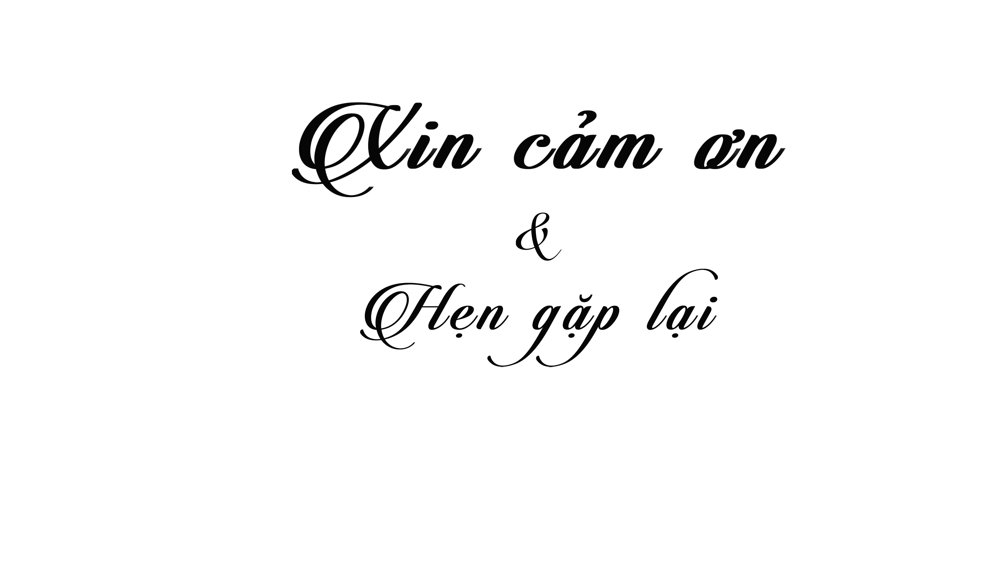 Xin cảm ơn
&
Hẹn gặp lại